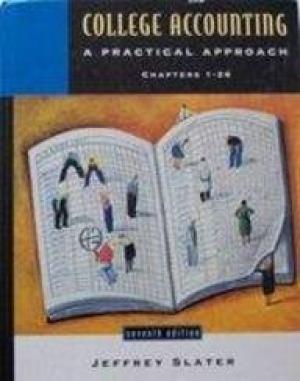 COLLEGE ACCOUNTING
A PRACTICAL APPROACH
CHAPTERS 1-26
seventh edition
JEFFREY SLATER